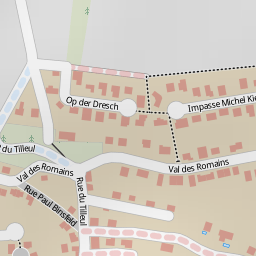 Op der Dresch
Impasse Michel Kie
du Tilleul
Val des Romains
Val des Romains
Rue du Tilleul
Rue Paul Binsfeld